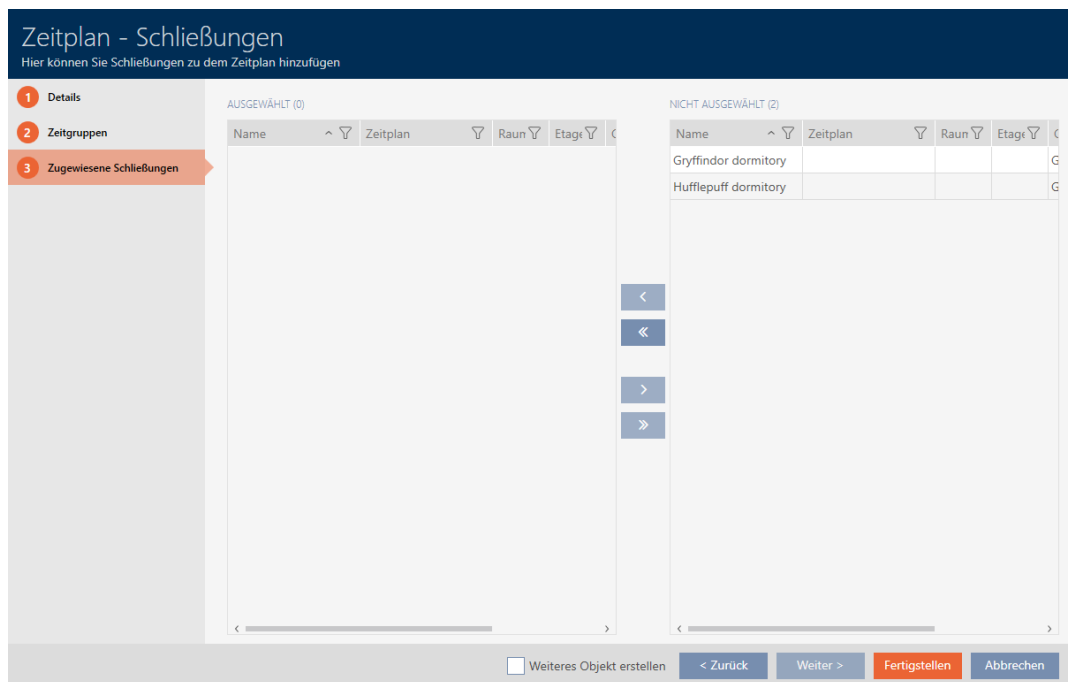 Zeitplan - Schließungen
Hier können Sie Schließungen zu dem Zeitplan hinzufügen
1 Details
2 Zeitgruppen
3 Zugewiesene Schließungen
AUSGEWÄHLT (0)
Name Zeitplan Raun Etage
NICHT AUSGEWÄHLT (2)
Name Zeitplan Raun Etage
Gryffindor dormitory G
Hufflepuff dormitory G
Weiteres Objekt erstellen
< Zurück
Weiter >
Fertigstellen
Abbrechen